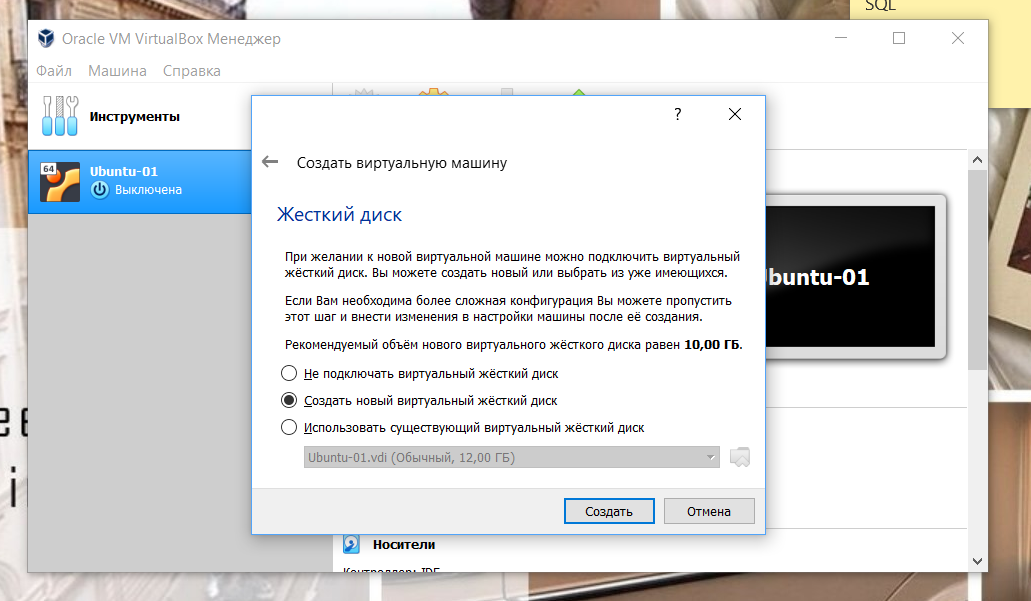 SQL
Oracle VM VirtualBox Менеджер
Файл Машина Справка
Инструменты
64
Ubuntu-01
Выключена
?
Создать виртуальную машину
Жесткий диск
При желании к новой виртуальной машине можно подключить виртуальный
жёсткий диск. Вы можете создать новый или выбрать из уже имеющихся.
Если Вам необходима более сложная конфигурация Вы можете пропустить
этот шаг и внести изменения в настройки машины после её создания.
Рекомендуемый объём нового виртуального жёсткого диска равен 10,00 ГБ.
Не подключать виртуальный жёсткий диск
Создать новый виртуальный жёсткий диск
Использовать существующий виртуальный жёсткий диск
Ubuntu-01.vdi (Обычный, 12,00 ГБ)
Создать Отмена
Ubuntu-01
Носители
Контроллер: IDE